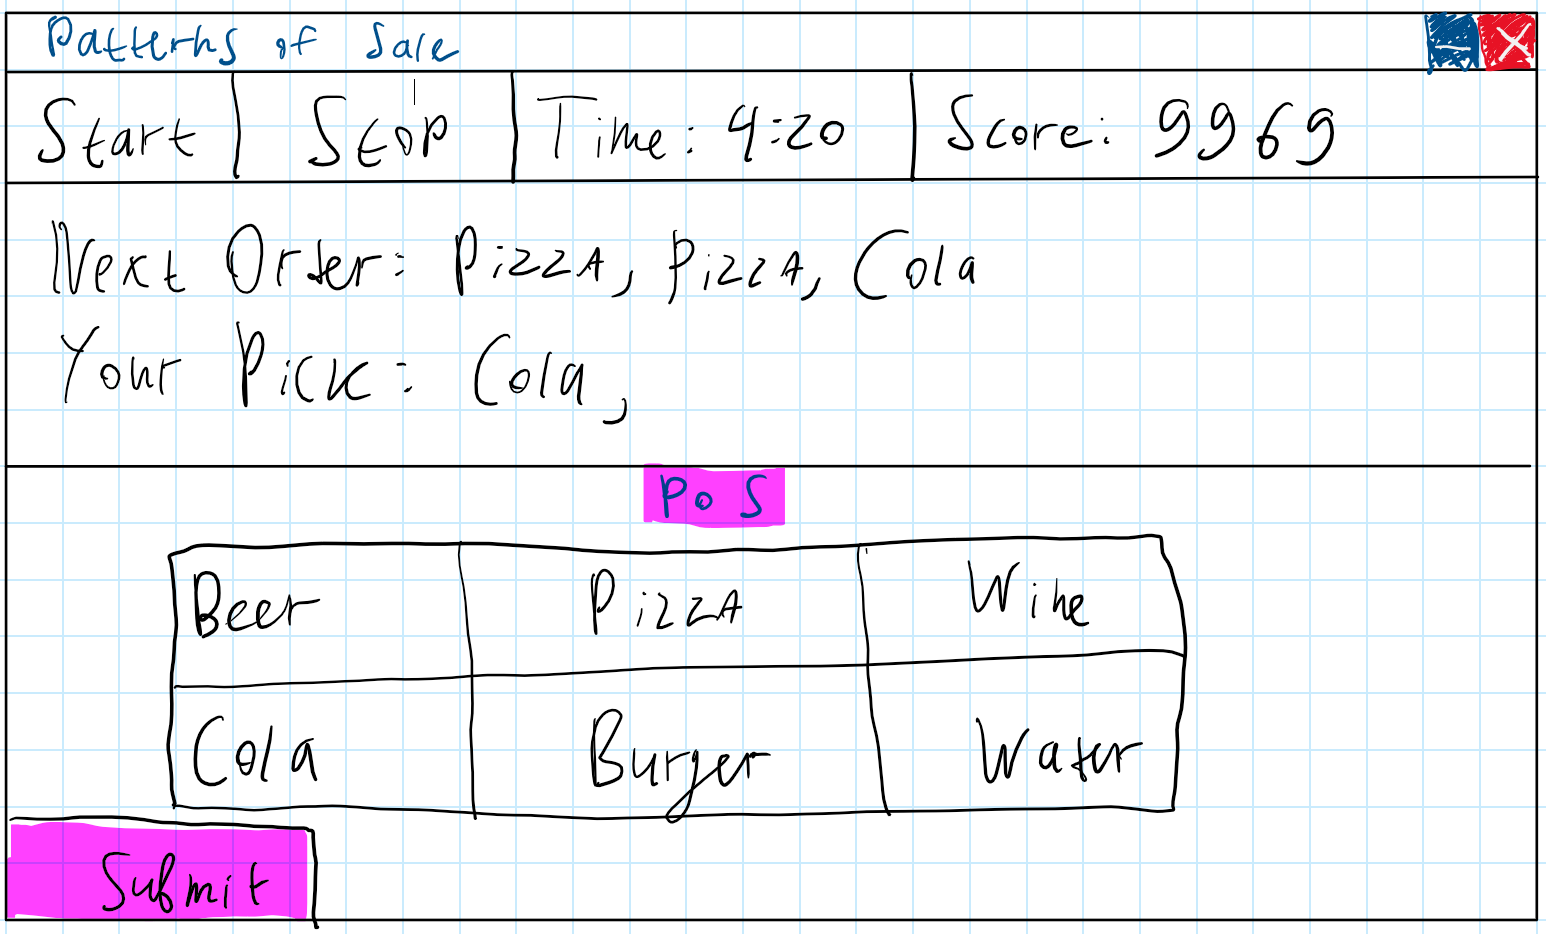 Patterns of Sale
Start Stop Time: 4:20 Score: 9969
Next Order: PizzA, PizzA, Cola
Your Pick: Cola,
PoS
Beer PizzA Wine
Cola Burger Water
Submit